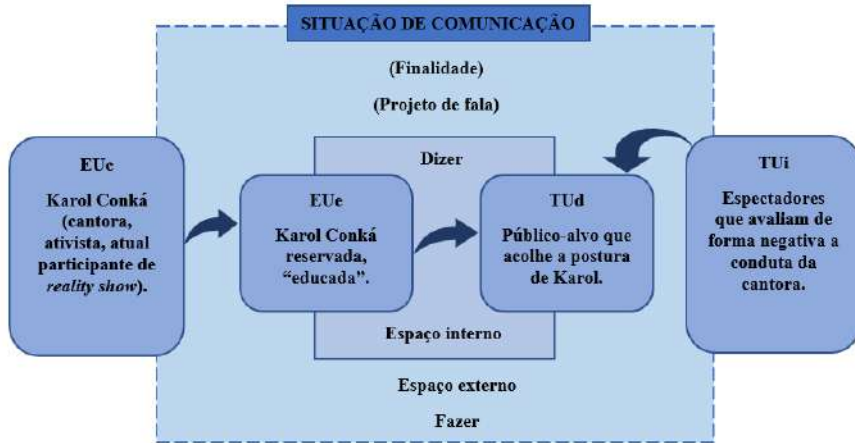 SITUAÇÃO DE COMUNICAÇÃO
(Finalidade)
(Projeto de fala)
EUc
Karol Conká
(cantora,
ativista, atual
participante de
reality show).
Dizer
EUe
Karol Conká
reservada,
“educada”.
TUd
Público-alvo que
acolhe a postura
de Karol.
TUi
Espectadores
que avaliam de
forma negativa a
conduta da
cantora.
Espaço interno
Espaço externo
Fazer